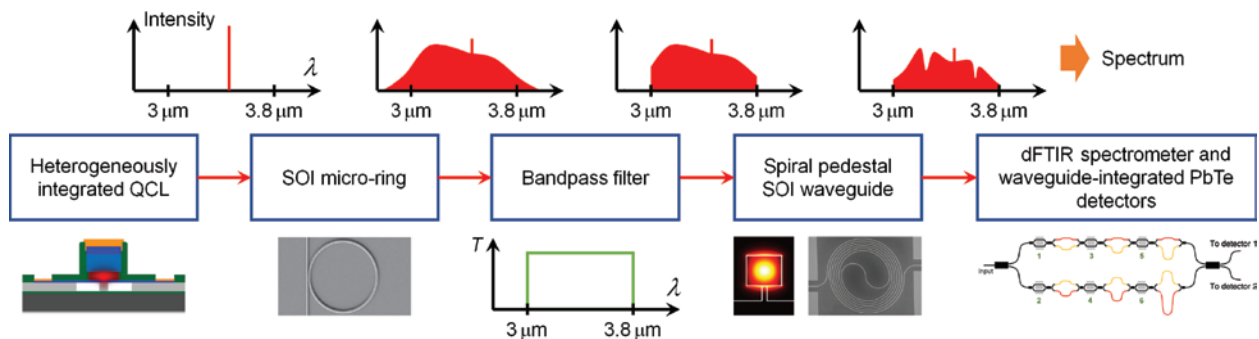 Intensity
λ
3 μm
3.8 μm
3 μm
3.8 μm
3 μm
3.8 μm
3 μm
3.8 μm
Spectrum
Heterogeneously
integrated QCL
SOI micro-ring
Bandpass filter
Spiral pedestal
SOI waveguide
dFTIR spectrometer and
waveguide-integrated PbTe
detectors
T
λ
3 μm
3.8 μm
Input
1
3
5
2
4
6
To detector 1
To detector 2